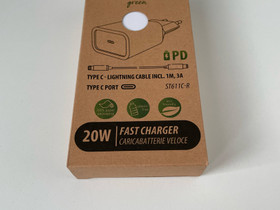 green.
PD
TYPE C - LIGHTNING CABLE INCL. 1M, 3A
TYPE C PORT
ST611C-B
20W
FAST CHARGER
CARICABATTERIE VELOCE